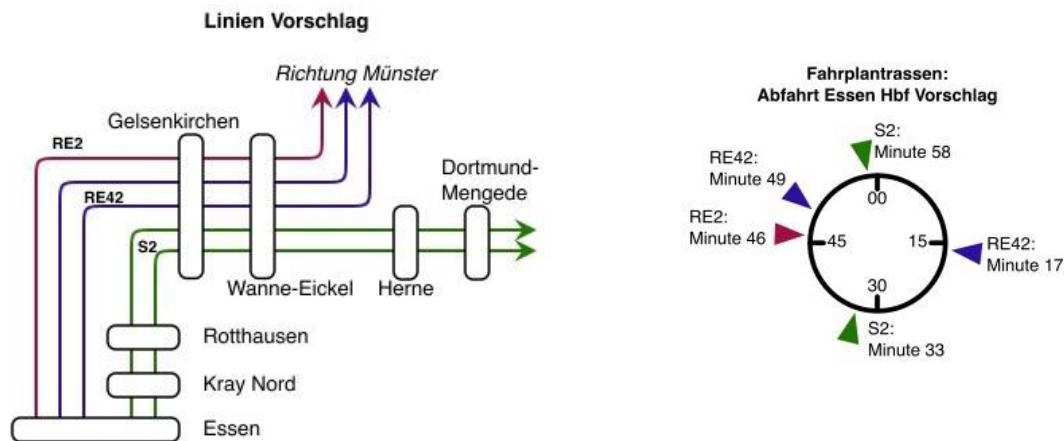 Linien Vorschlag
Richtung Münster
Gelsenkirchen
RE2
Dortmund-
Mengede
RE42
S2
Wanne-Eickel
Herne
Rotthausen
Kray Nord
Essen
Fahrplantrassen:
Abfahrt Essen Hbf Vorschlag
S2:
Minute 58
RE42:
Minute 49
00
RE2:
Minute 46
45
15
RE42:
Minute 17
30
S2:
Minute 33